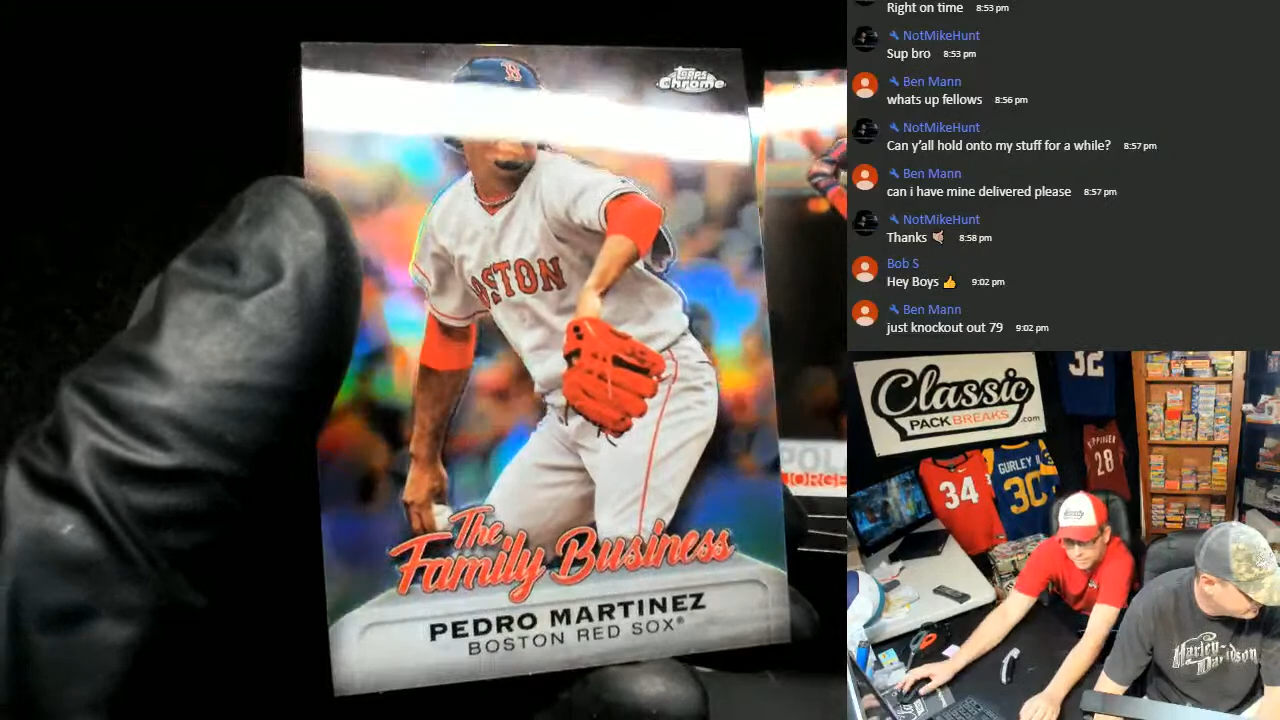 B
TOPPS
Chrome
BOSTON
The
Family Business
PEDRO MARTINEZ
BOSTON RED SOX®
JORGE
Right on time 8:53 pm
NotMikeHunt
Sup bro 8:53 pm
Ben Mann
whats up fellows 8:56 pm
NotMikeHunt
Can y'all hold onto my stuff for a while? 8:57 pm
Ben Mann
can i have mine delivered please 8:57 pm
NotMikeHunt
Thanks 🤙🏽 8:58 pm
Bob S
Hey Boys 👍 9:02 pm
Ben Mann
just knockout out 79 9:02 pm
Classic
PACK BREAKS
.com
32
34
GURLEY II
30
28
Harley-Davidson